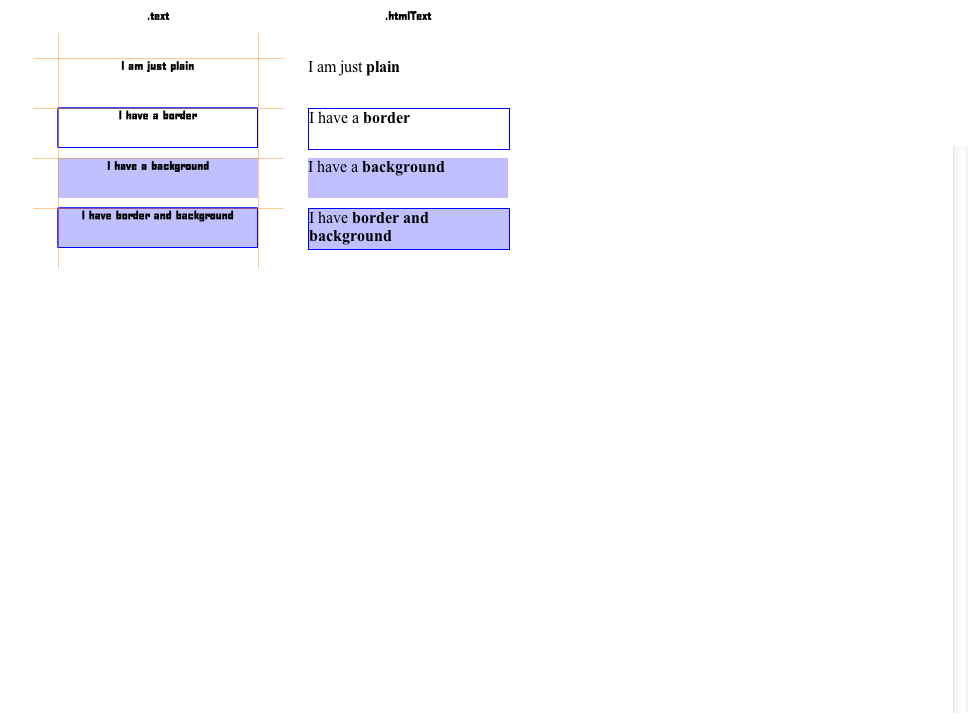 .text
.htmlText
I am just plain
I am just plain
I have a border
I have a border
I have a background
I have a background
I have border and background
I have border and
background